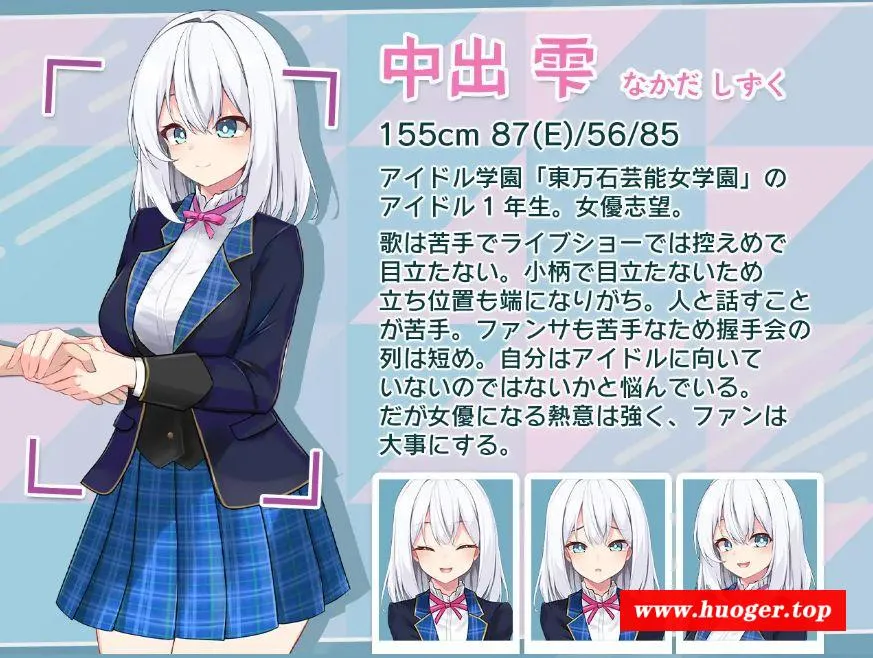 中出 雫 なかだ しずく
155cm 87(E)/56/85
アイドル学園「東万石芸能女学園」の
アイドル1年生。女優志望。
歌は苦手でライブショーでは控えめで
目立たない。小柄で目立たないため
立ち位置も端になりがち。人と話すこと
が苦手。ファンサも苦手なため握手会の
列は短め。自分はアイドルに向いて
いないのではないかと悩んでいる。
だが女優になる熱意は強く、ファンは
大事にする。
www.huoger.top